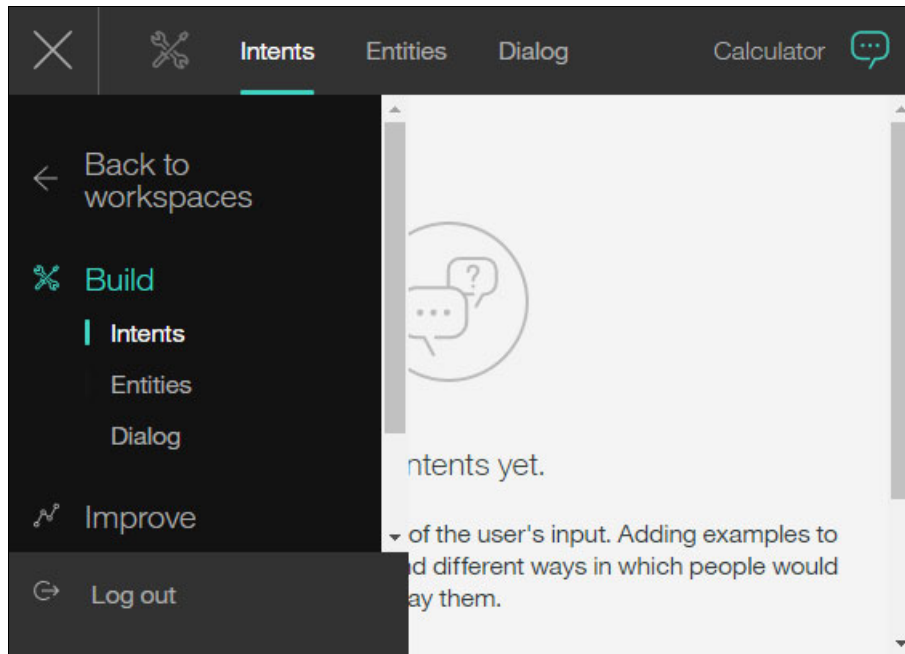 Intents Entities Dialog Calculator
Back to
workspaces
Build
Intents
Entities
Dialog
Improve
Log out
ntents yet.
of the user's input. Adding examples to
d different ways in which people would
ay them.